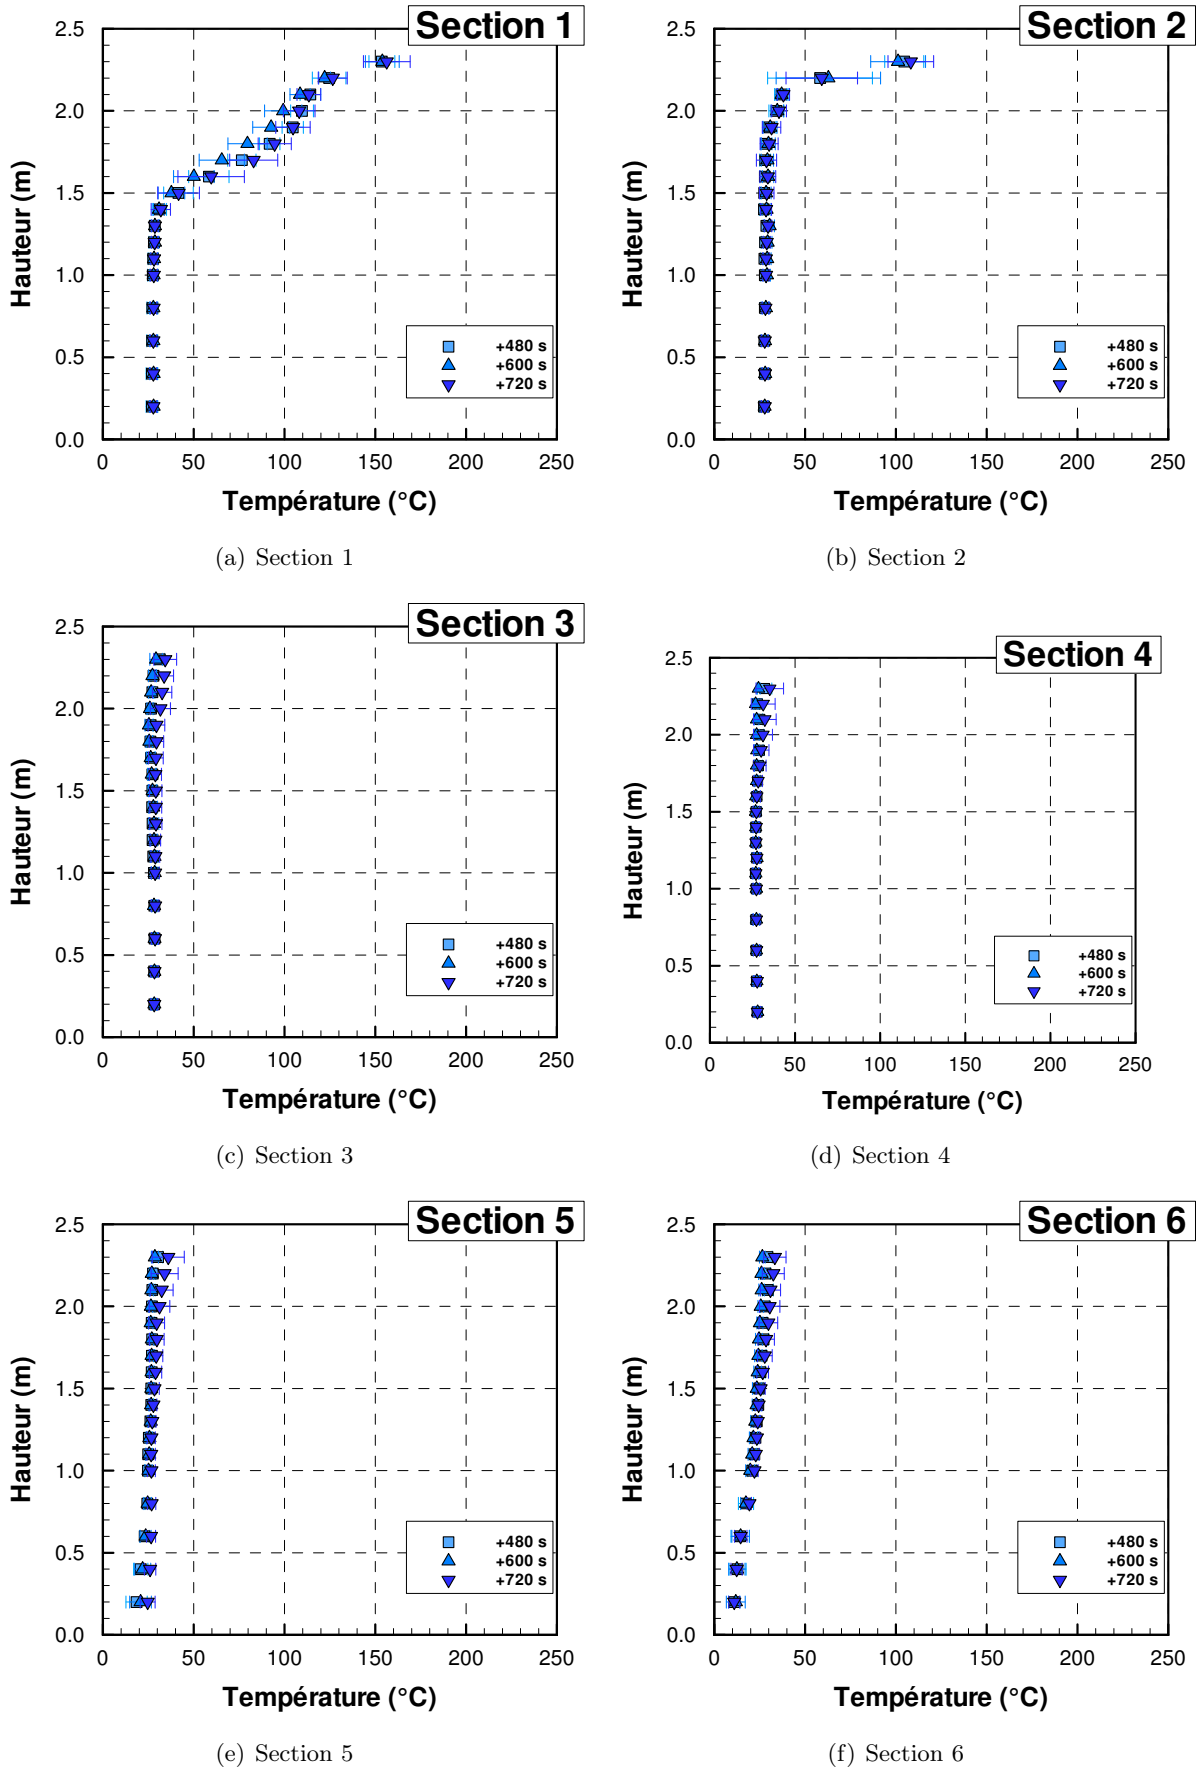 Section 1
Hauteur (m)
2.5
2.0
1.5
1.0
0.5
0.0
+480 s
+600 s
+720 s
0 50 100 150 200 250
Température (°C)
(a) Section 1
Section 2
Hauteur (m)
2.5
2.0
1.5
1.0
0.5
0.0
+480 s
+600 s
+720 s
0 50 100 150 200 250
Température (°C)
(b) Section 2
Section 3
Hauteur (m)
2.5
2.0
1.5
1.0
0.5
0.0
+480 s
+600 s
+720 s
0 50 100 150 200 250
Température (°C)
(c) Section 3
Section 4
Hauteur (m)
2.5
2.0
1.5
1.0
0.5
0.0
+480 s
+600 s
+720 s
0 50 100 150 200 250
Température (°C)
(d) Section 4
Section 5
Hauteur (m)
2.5
2.0
1.5
1.0
0.5
0.0
+480 s
+600 s
+720 s
0 50 100 150 200 250
Température (°C)
(e) Section 5
Section 6
Hauteur (m)
2.5
2.0
1.5
1.0
0.5
0.0
+480 s
+600 s
+720 s
0 50 100 150 200 250
Température (°C)
(f) Section 6